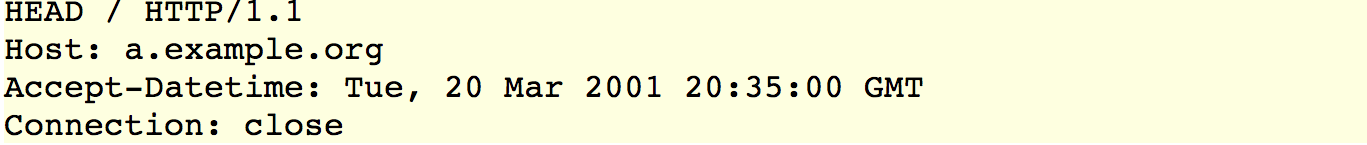 HEAD / HTTP/1.1
Host: a.example.org
Accept-Datetime: Tue, 20 Mar 2001 20:35:00 GMT
Connection: close